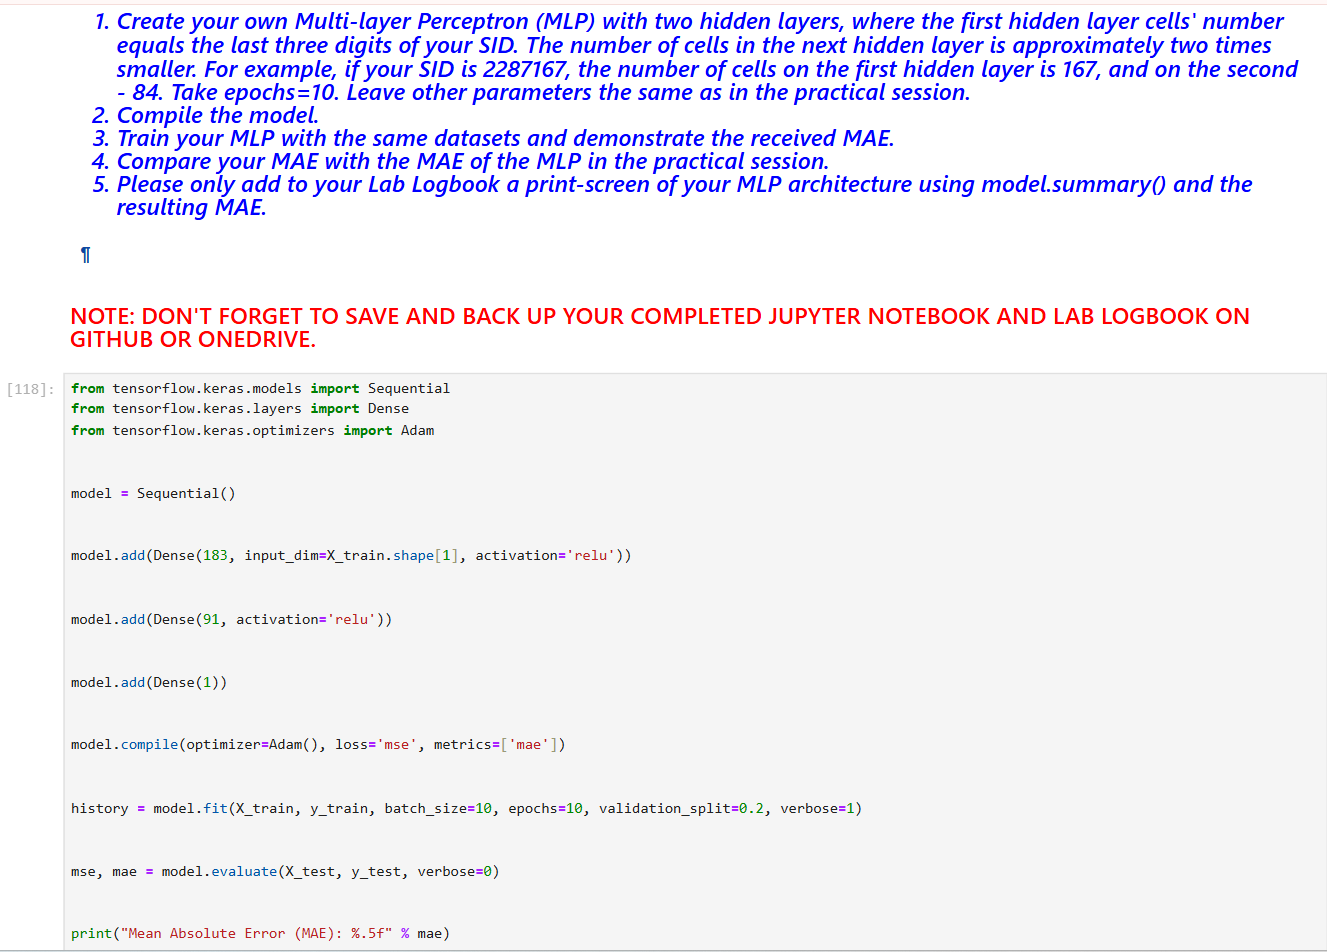 1. Create your own Multi-layer Perceptron (MLP) with two hidden layers, where the first hidden layer cells' number
equals the last three digits of your SID. The number of cells in the next hidden layer is approximately two times
smaller. For example, if your SID is 2287167, the number of cells on the first hidden layer is 167, and on the second
- 84. Take epochs=10. Leave other parameters the same as in the practical session.
2. Compile the model.
3. Train your MLP with the same datasets and demonstrate the received MAE.
4. Compare your MAE with the MAE of the MLP in the practical session.
5. Please only add to your Lab Logbook a print-screen of your MLP architecture using model.summary() and the
resulting MAE.
¶
NOTE: DON'T FORGET TO SAVE AND BACK UP YOUR COMPLETED JUPYTER NOTEBOOK AND LAB LOGBOOK ON
GITHUB OR ONEDRIVE.
[118]: from tensorflow.keras.models import Sequential
from tensorflow.keras.layers import Dense
from tensorflow.keras.optimizers import Adam
model = Sequential()
model.add(Dense(183, input_dim=X_train.shape[1], activation='relu'))
model.add(Dense(91, activation='relu'))
model.add(Dense(1))
model.compile(optimizer=Adam(), loss='mse', metrics=['mae'])
history = model.fit(X_train, y_train, batch_size=10, epochs=10, validation_split=0.2, verbose=1)
mse, mae = model.evaluate(X_test, y_test, verbose=0)
print("Mean Absolute Error (MAE): %.5f" % mae)